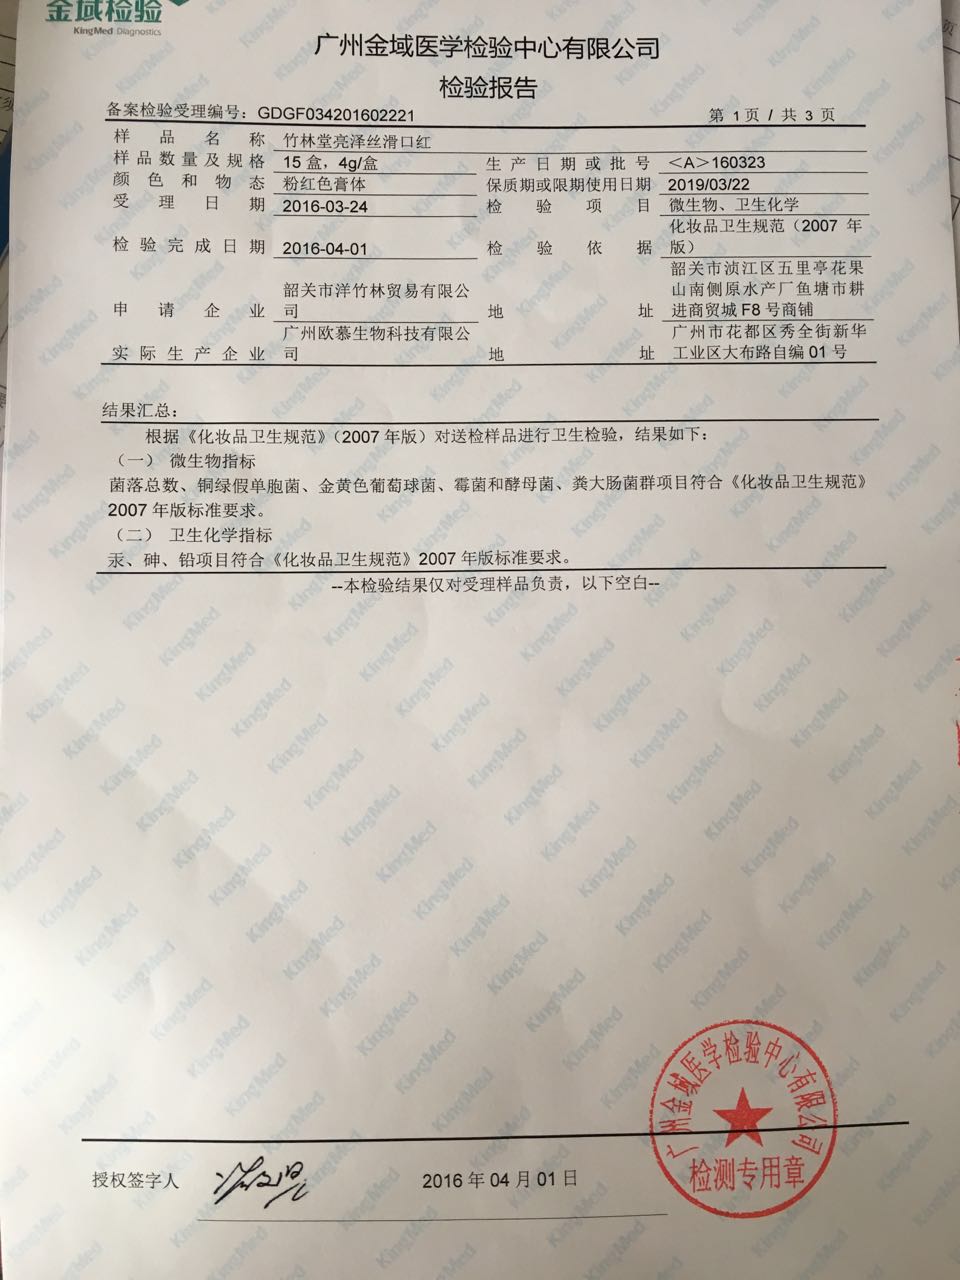 金域检验
KingMed Diagnostics
广州金域医学检验中心有限公司
检验报告
备案检验受理编号：GDGF034201602221 第 1页 / 共 3 页
样品名称 竹林堂亮泽丝滑口红
样品数量及规格 15 盒，4g/盒 生产日期或批号 <A>160323
颜色和物态 粉红色膏体 保质期或限期使用日期 2019/03/22
受理日期 2016-03-24 检验项目 微生物、卫生化学
检验完成日期 2016-04-01 检验依据 化妆品卫生规范（2007 年
版）
申请企业 韶关市洋竹林贸易有限公
司 地址 韶关市浈江区五里亭花果
山南侧原水产厂鱼塘市耕
进商贸城 F8 号商铺
实际生产企业 广州欧慕生物科技有限公
司 地址 广州市花都区秀全街新华
工业区大布路自编 01 号
结果汇总：
根据《化妆品卫生规范》（2007 年版）对送检样品进行卫生检验，结果如下：
（一） 微生物指标
菌落总数、铜绿假单胞菌、金黄色葡萄球菌、霉菌和酵母菌、粪大肠菌群项目符合《化妆品卫生规范》
2007 年版标准要求。
（二） 卫生化学指标
汞、砷、铅项目符合《化妆品卫生规范》2007 年版标准要求。
--本检验结果仅对受理样品负责，以下空白--
广州金域医学检验中心有限公司
检测专用章
授权签字人 2016 年 04 月 01 日